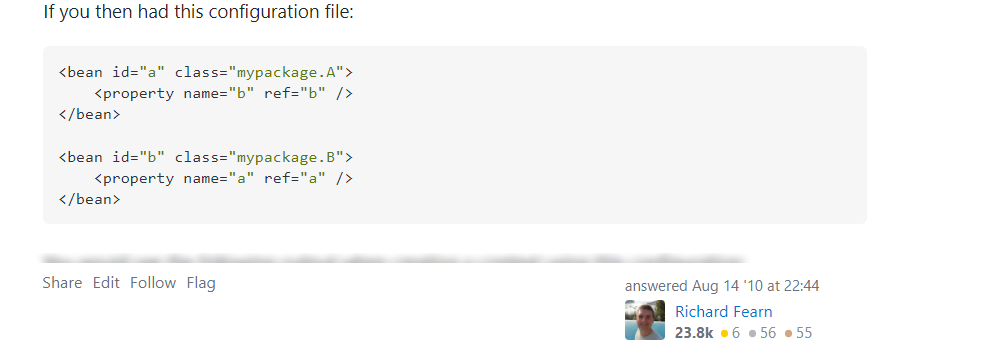 If you then had this configuration file:
<bean id="a" class="mypackage.A">
    <property name="b" ref="b" />
</bean>
<bean id="b" class="mypackage.B">
    <property name="a" ref="a" />
</bean>
Share Edit Follow Flag
answered Aug 14 '10 at 22:44
Richard Fearn
23.8k 6 56 55